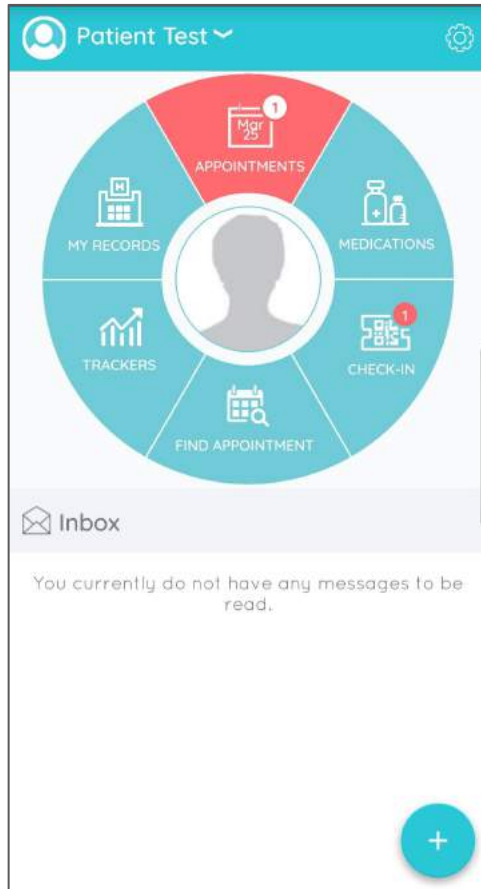 Patient Test
1
Mar
25
APPOINTMENTS
H
MY RECORDS
MEDICATIONS
TRACKERS
1
CHECK-IN
FIND APPOINTMENT
Inbox
You currently do not have any messages to be
read.
+